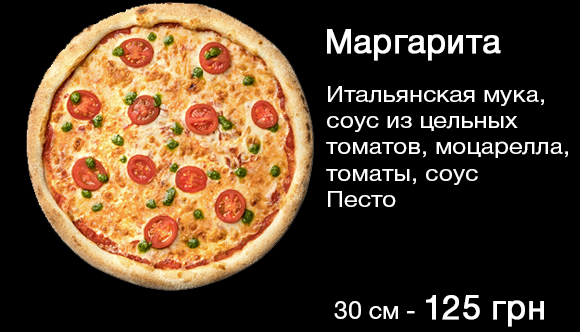 Маргарита
Итальянская мука,
соус из цельных
томатов, моцарелла,
томаты, соус
Песто
30 см - 125 грн